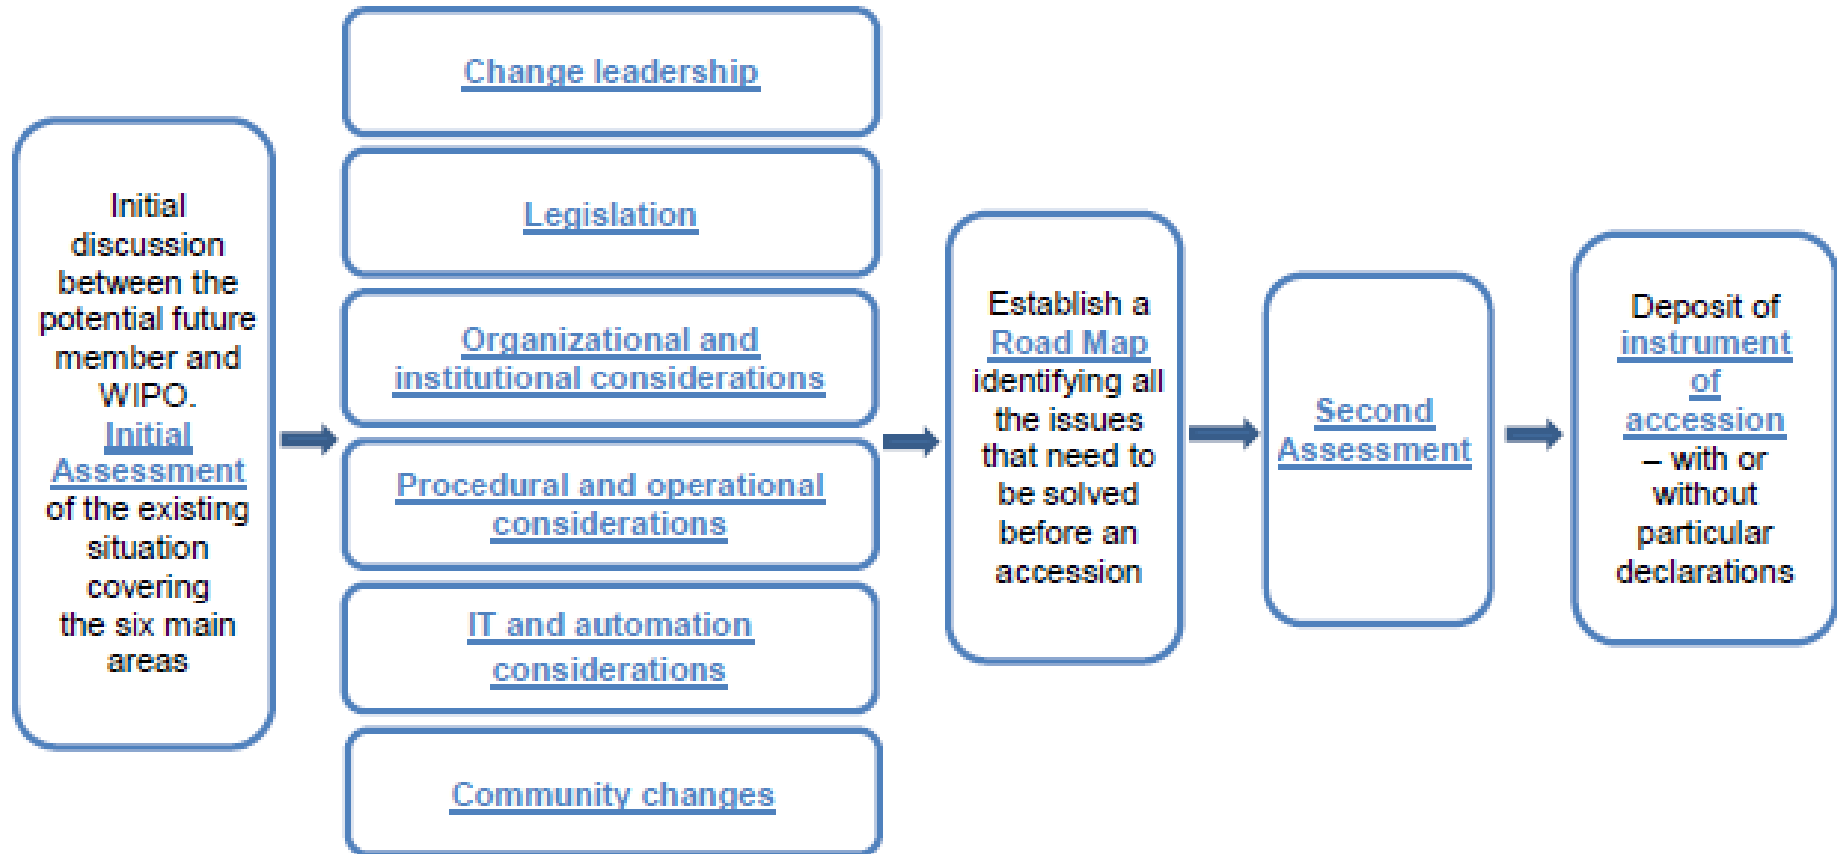 Initial
discussion
between the
potential future
member and
WIPO.
Initial
Assessment
of the existing
situation
covering
the six main
areas
Change leadership
Legislation
Organizational and
institutional considerations
Procedural and operational
considerations
IT and automation
considerations
Community changes
Establish a
Road Map
identifying all
the issues
that need to
be solved
before an
accession
Second
Assessment
Deposit of
instrument
of
accession
– with or
without
particular
declarations